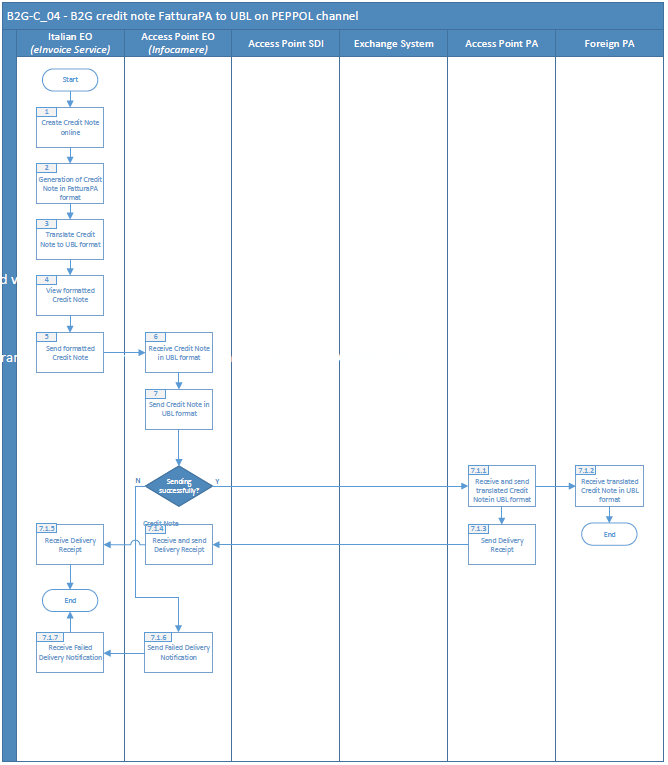 B2G-C_04 - B2G credit note FatturaPA to UBL on PEPPOL channel
Italian EO
(eInvoice Service)
Access Point EO
(Infocamere)
Access Point SDI
Exchange System
Access Point PA
Foreign PA
Start
1
Create Credit Note
online
2
Generation of Credit
Note in FatturaPA
format
3
Translate Credit
Note to UBL format
d v
4
View formatted
Credit Note
5
Send formatted
Credit Note
ran
6
Receive Credit Note
in UBL format
7
Send Credit Note in
UBL format
N
Sending
successfully?
Y
7.1.1
Receive and send
translated Credit
Notein UBL format
7.1.2
Receive translated
Credit Note in UBL
format
7.1.5
Receive Delivery
Receipt
Credit Note
7.1.4
Receive and send
Delivery Receipt
7.1.3
Send Delivery
Receipt
End
End
7.1.7
Receive Failed
Delivery Notification
7.1.6
Send Failed Delivery
Notification